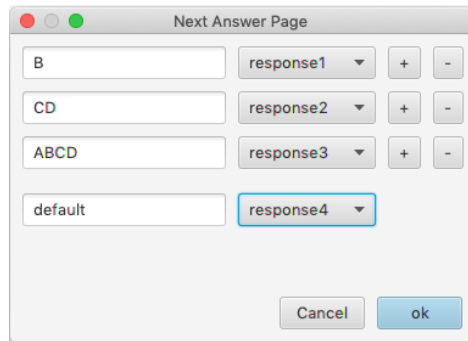 Next Answer Page
B response1 + -
CD response2 + -
ABCD response3 + -
default response4
Cancel ok